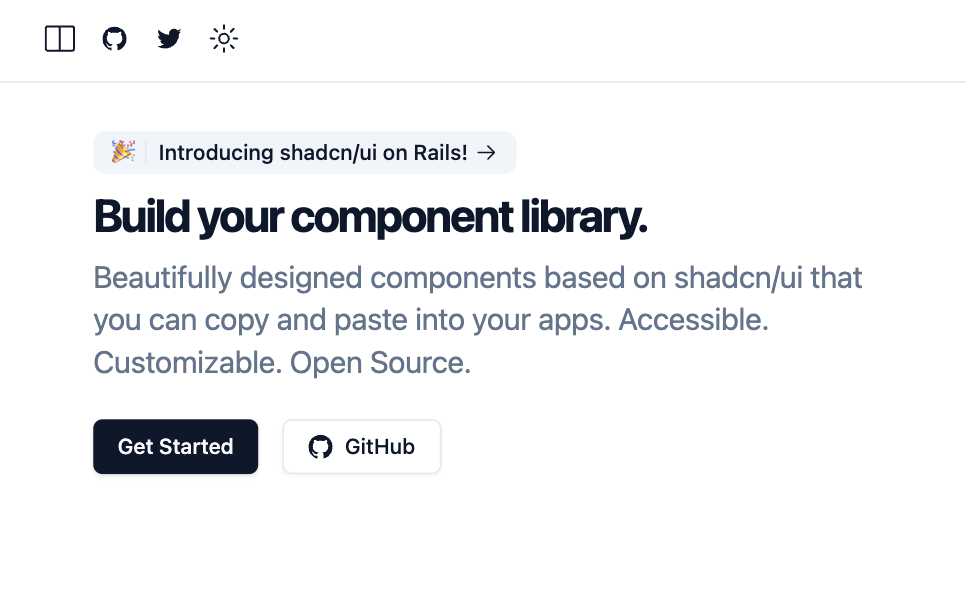 Introducing shadcn/ui on Rails!
Build your component library.
Beautifully designed components based on shadcn/ui that
you can copy and paste into your apps. Accessible.
Customizable. Open Source.
Get Started
GitHub